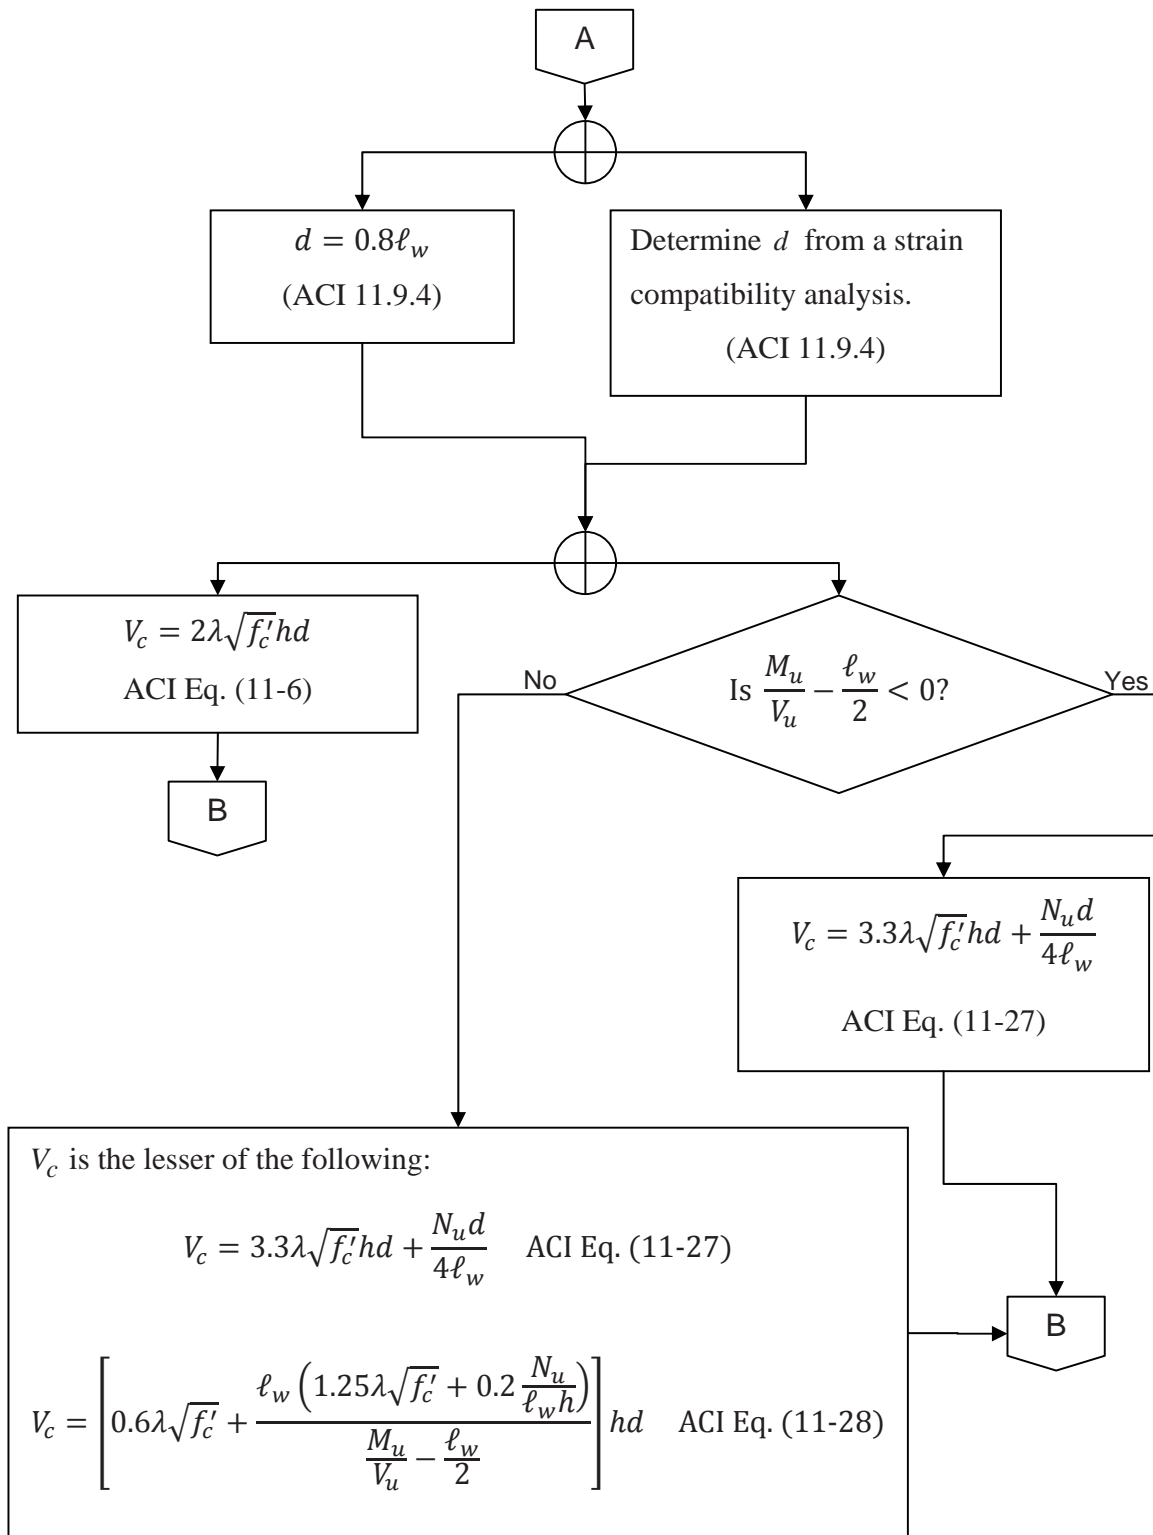 A
d = 0.8ℓ_w
(ACI 11.9.4)
Determine d from a strain
compatibility analysis.
(ACI 11.9.4)
V_c = 2λ√(f_c′)hd
ACI Eq. (11-6)
B
No
Is M_u/V_u − ℓ_w/2 < 0?
Yes
V_c = 3.3λ√(f_c′)hd + N_u d/4ℓ_w
ACI Eq. (11-27)
V_c is the lesser of the following:
V_c = 3.3λ√(f_c′)hd + N_u d/4ℓ_w ACI Eq. (11-27)
V_c = [0.6λ√(f_c′) + ℓ_w(1.25λ√(f_c′) + 0.2 N_u/ℓ_w h)/(M_u/V_u − ℓ_w/2)] hd ACI Eq. (11-28)
B